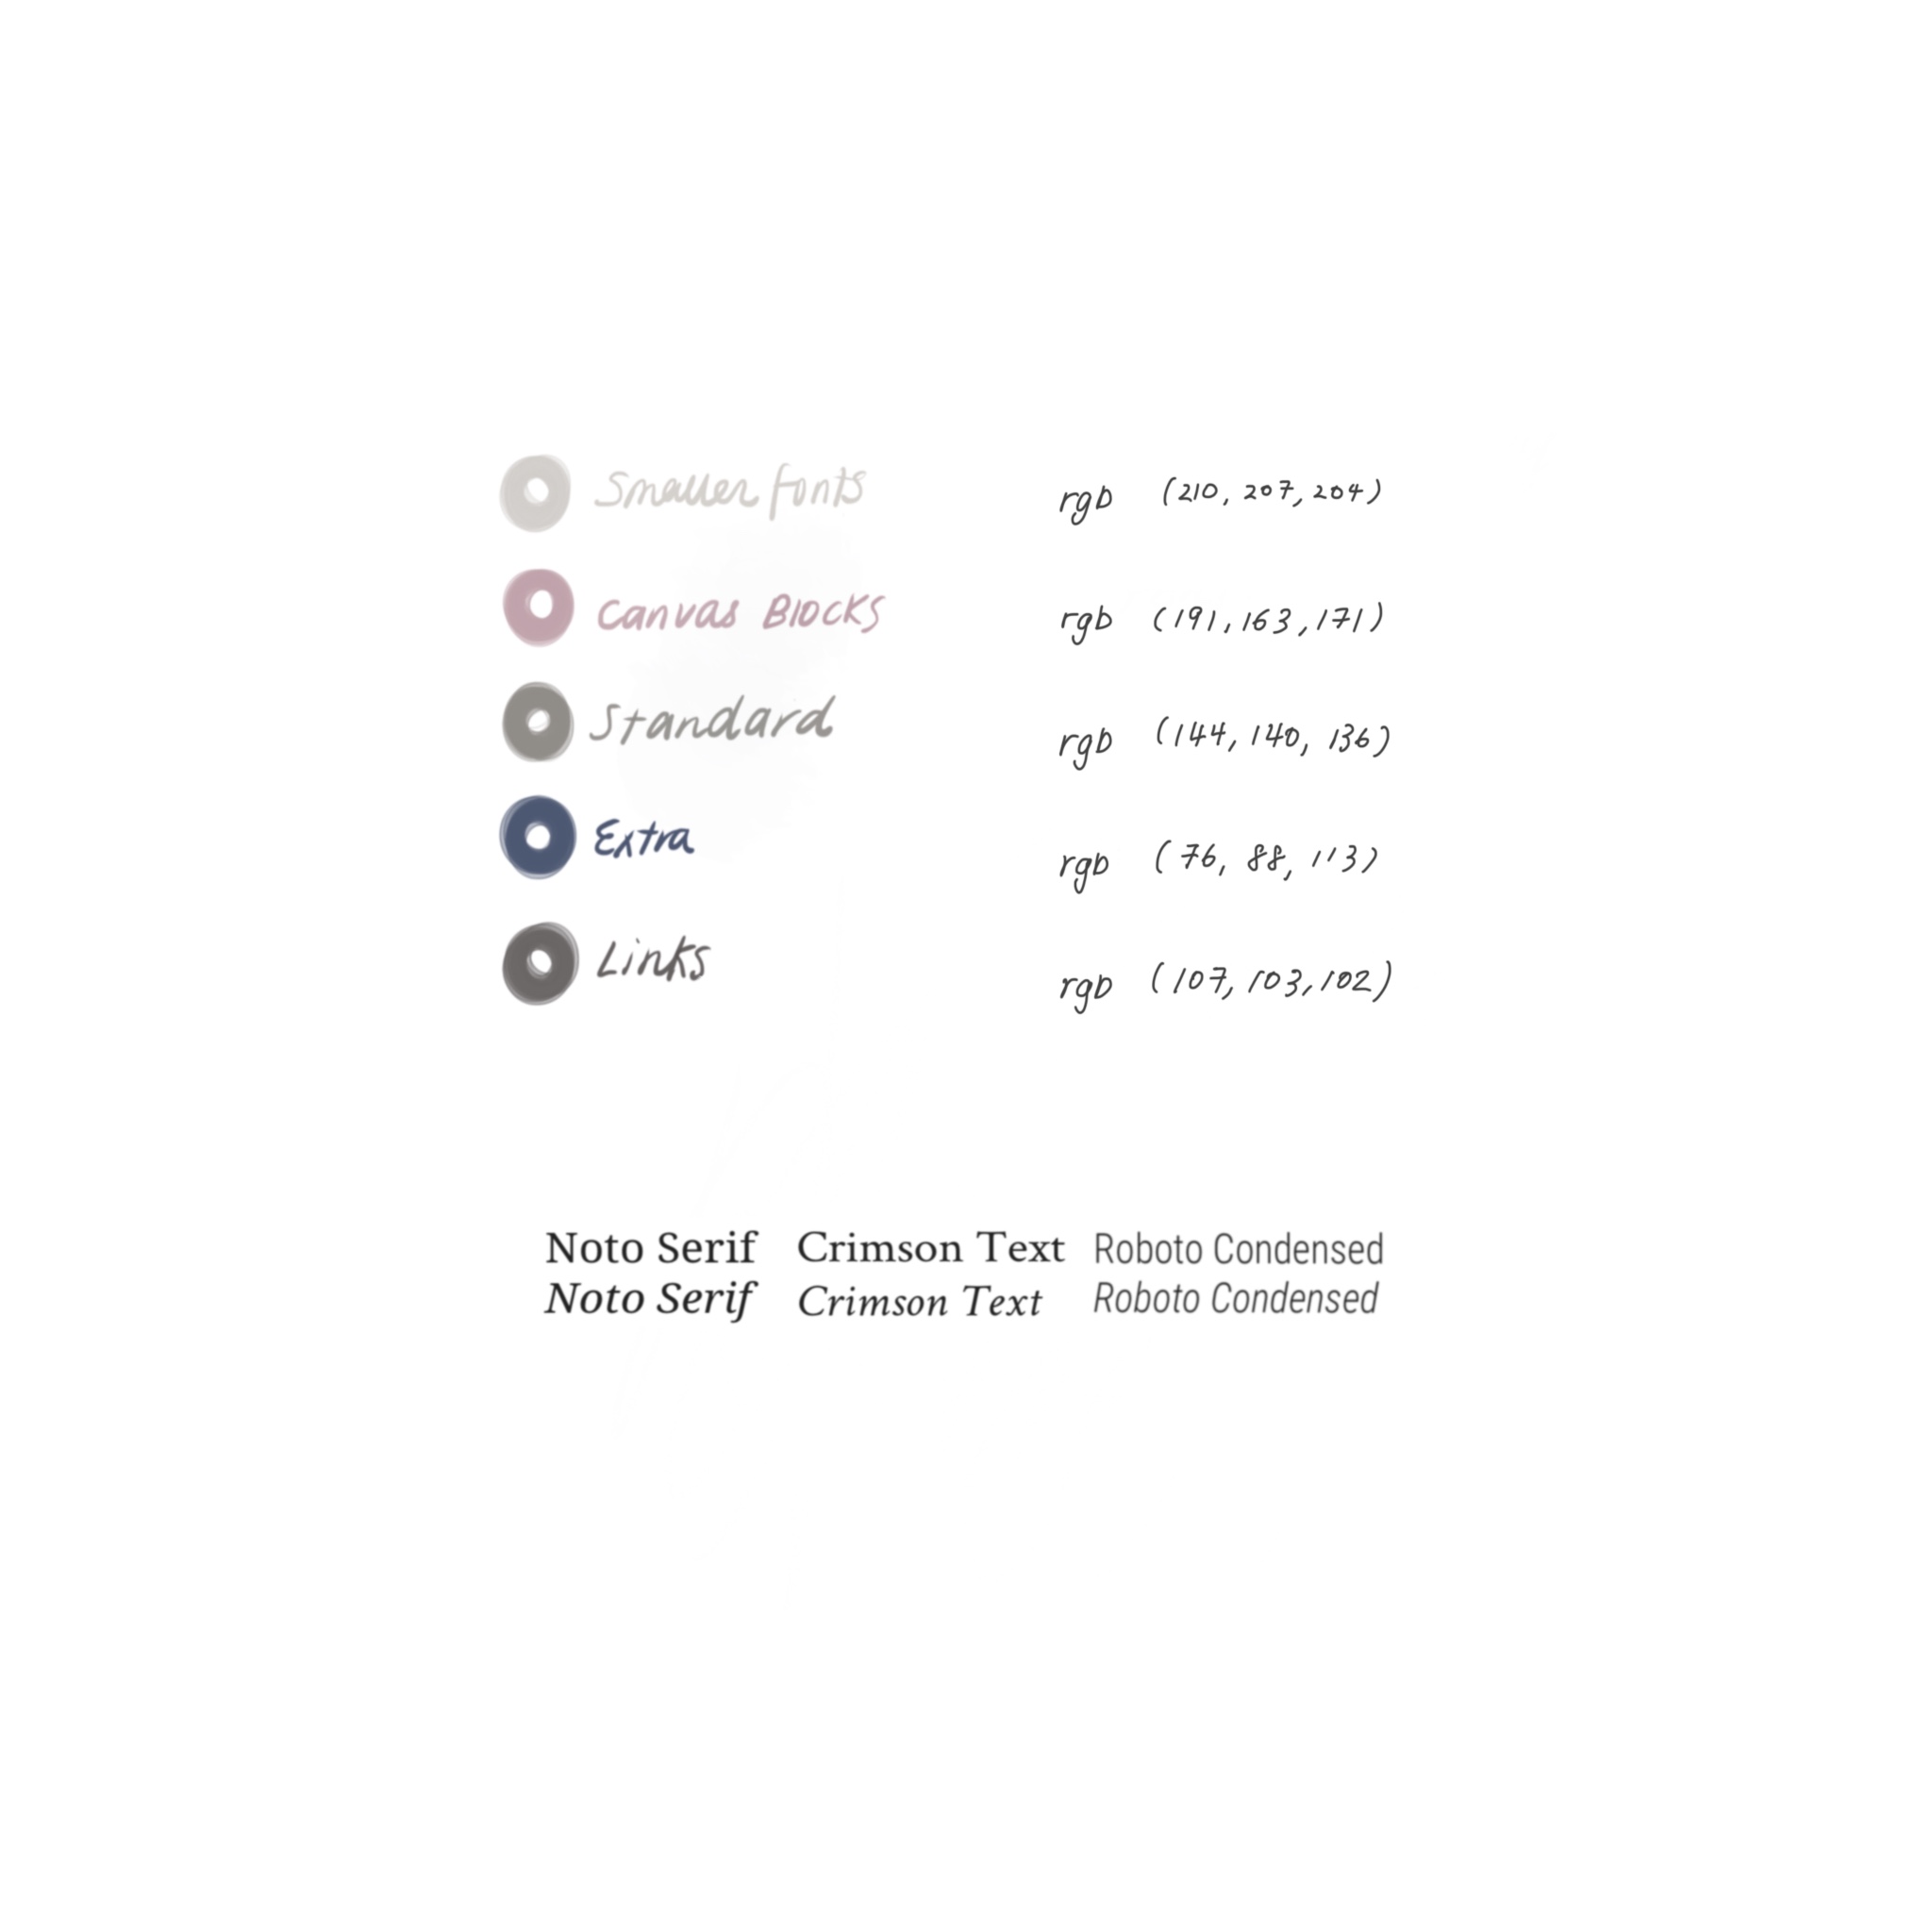 Smaller fonts rgb (210, 207, 204)
Canvas Blocks rgb (191, 163, 171)
Standard rgb (144, 140, 136)
Extra rgb (76, 88, 113)
Links rgb (107, 103, 102)
Noto Serif Crimson Text Roboto Condensed
Noto Serif Crimson Text Roboto Condensed